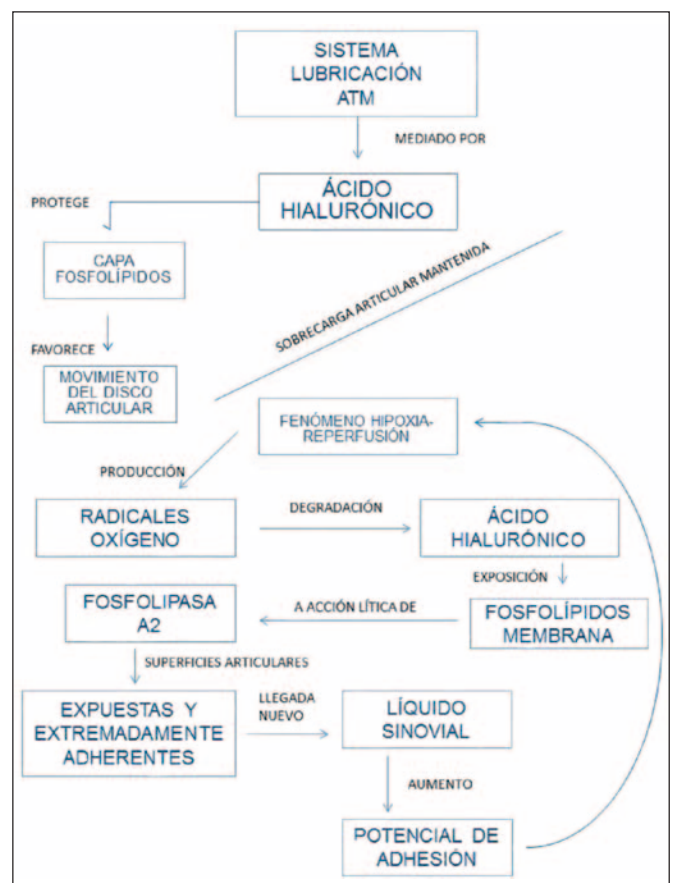 SISTEMA
LUBRICACIÓN
ATM
MEDIADO POR
ÁCIDO
HIALURÓNICO
PROTEGE
CAPA
FOSFOLÍPIDOS
FAVORECE
MOVIMIENTO
DEL DISCO
ARTICULAR
SOBRECARGA ARTICULAR MANTENIDA
FENÓMENO HIPOXIA-
REPERFUSIÓN
PRODUCCIÓN
RADICALES
OXÍGENO
DEGRADACIÓN
ÁCIDO
HIALURÓNICO
EXPOSICIÓN
FOSFOLÍPIDOS
MEMBRANA
A ACCIÓN LÍTICA DE
FOSFOLIPASA
A2
SUPERFICIES ARTICULARES
EXPUESTAS Y
EXTREMADAMENTE
ADHERENTES
LLEGADA
NUEVO
LÍQUIDO
SINOVIAL
AUMENTO
POTENCIAL DE
ADHESIÓN